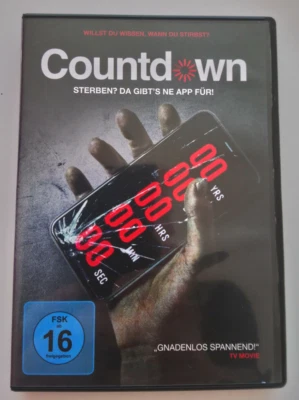 WILLST DU WISSEN, WANN DU STIRBST?
Countdown
STERBEN? DA GIBT'S NE APP FÜR!
00 YRS
00
00 HRS
00 MIN
00 SEC
FSK
ab
16
freigegeben
„GNADENLOS SPANNEND!"
TV MOVIE